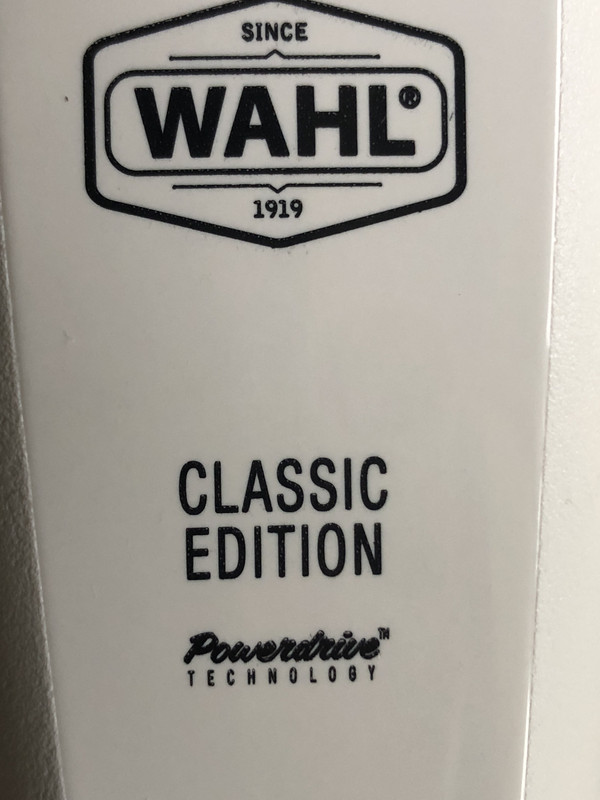 SINCE
WAHL®
1919
CLASSIC
EDITION
Powerdrive™
TECHNOLOGY